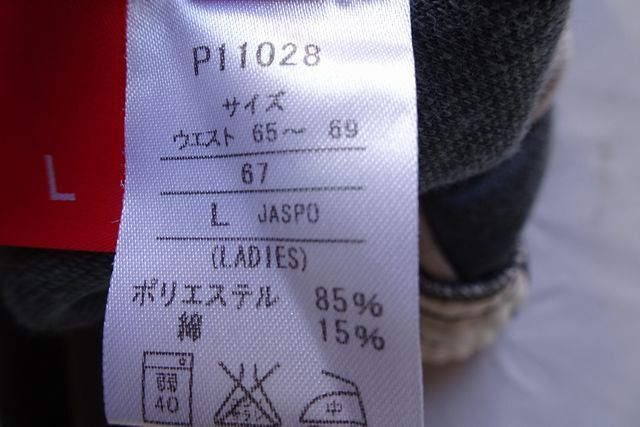 P11028
サイズ
ウエスト 65〜 69
67
L
L JASPO
(LADIES)
ポリエステル 85%
綿 15%
弱
40
中